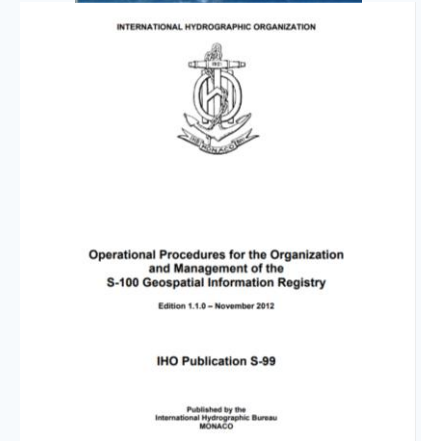 INTERNATIONAL HYDROGRAPHIC ORGANIZATION
Operational Procedures for the Organization
and Management of the
S-100 Geospatial Information Registry
Edition 1.1.0 – November 2012
IHO Publication S-99
Published by the
International Hydrographic Bureau
MONACO